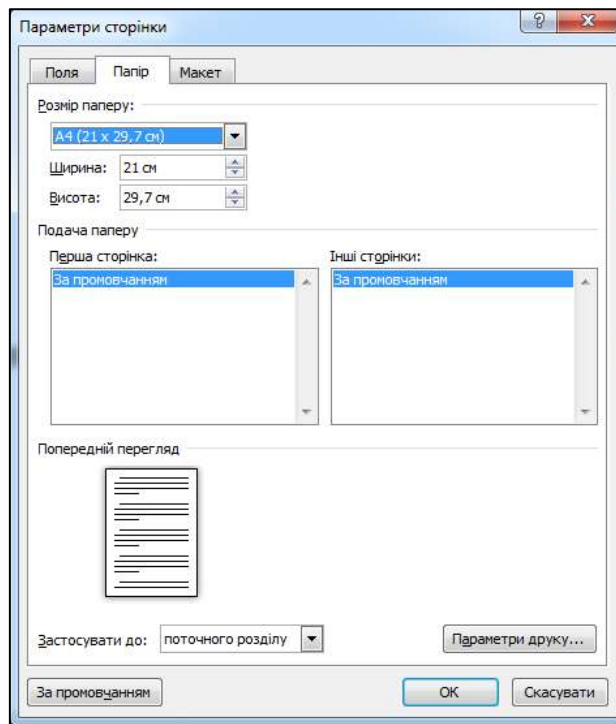 Параметри сторінки
Поля Папір Макет
Розмір паперу:
A4 (21 x 29,7 см)
Ширина: 21 см
Висота: 29,7 см
Подача паперу
Перша сторінка: Інші сторінки:
За промовчанням За промовчанням
Попередній перегляд
Застосувати до: поточного розділу Параметри друку...
За промовчанням ОК Скасувати